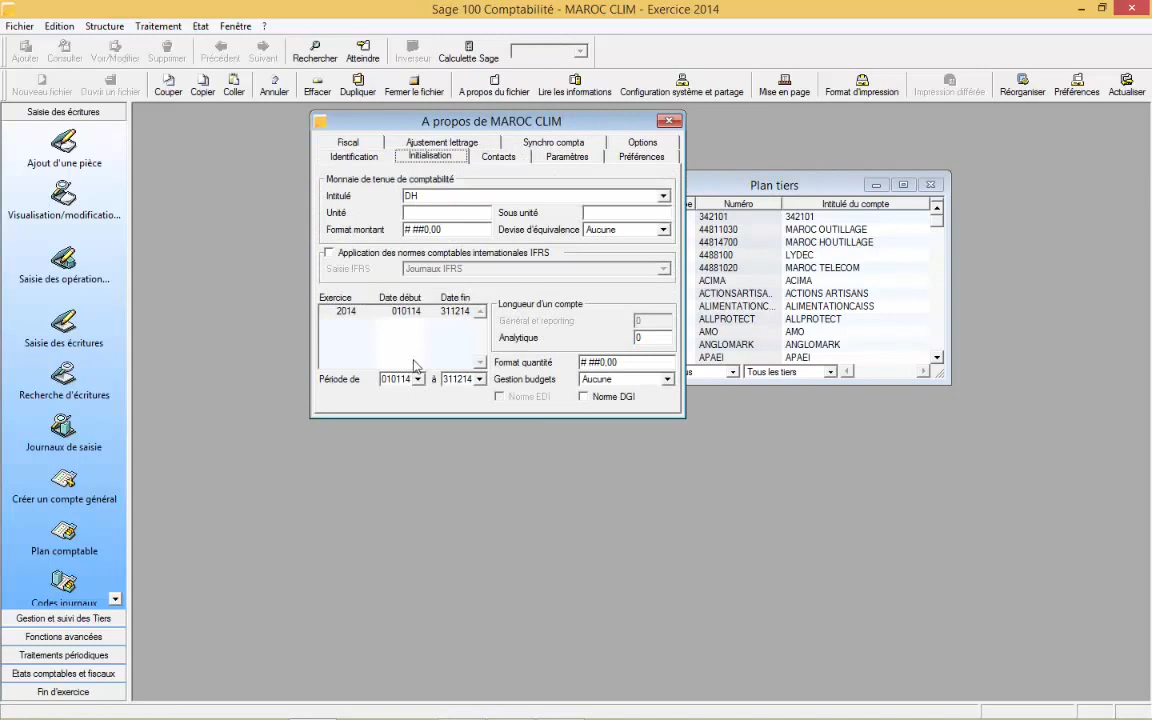 Sage 100 Comptabilité - MAROC CLIM - Exercice 2014
Fichier Edition Structure Traitement Etat Fenêtre ?
Ajouter Consulter Voir/Modifier Supprimer Précédent Suivant Rechercher Atteindre Inverseur Calculette Sage
Nouveau fichier Ouvrir un fichier Couper Copier Coller Annuler Effacer Dupliquer Fermer le fichier A propos du fichier Lire les informations Configuration système et partage Mise en page Format d'impression Impression différée Réorganiser Préférences Actualiser
Saisie des écritures
Ajout d'une pièce
Visualisation/modificatio...
Saisie des opération...
Saisie des écritures
Recherche d'écritures
Journaux de saisie
Créer un compte général
Plan comptable
Codes journaux
Gestion et suivi des Tiers
Fonctions avancées
Traitements périodiques
Etats comptables et fiscaux
Fin d'exercice
A propos de MAROC CLIM
Fiscal Ajustement lettrage Synchro compta Options
Identification Initialisation Contacts Paramètres Préférences
Monnaie de tenue de comptabilité
Intitulé DH
Unité Sous unité
Format montant # ##0,00 Devise d'équivalence Aucune
Application des normes comptables internationales IFRS
Saisie IFRS Journaux IFRS
Exercice Date début Date fin
2014 010114 311214
Longueur d'un compte
Général et reporting 0
Analytique 0
Format quantité # ##0,00
Période de 010114 à 311214 Gestion budgets Aucune
Norme EDI Norme DGI
Plan tiers
Numéro Intitulé du compte
342101 342101
44811030 MAROC OUTILLAGE
44814700 MAROC HOUTILLAGE
4488100 LYDEC
44881020 MAROC TELECOM
ACIMA ACIMA
ACTIONSARTISA... ACTIONS ARTISANS
ALIMENTATIONC... ALIMENTATIONCAISS
ALLPROTECT ALLPROTECT
AMO AMO
ANGLOMARK ANGLOMARK
APAEI APAEI
Tous les tiers